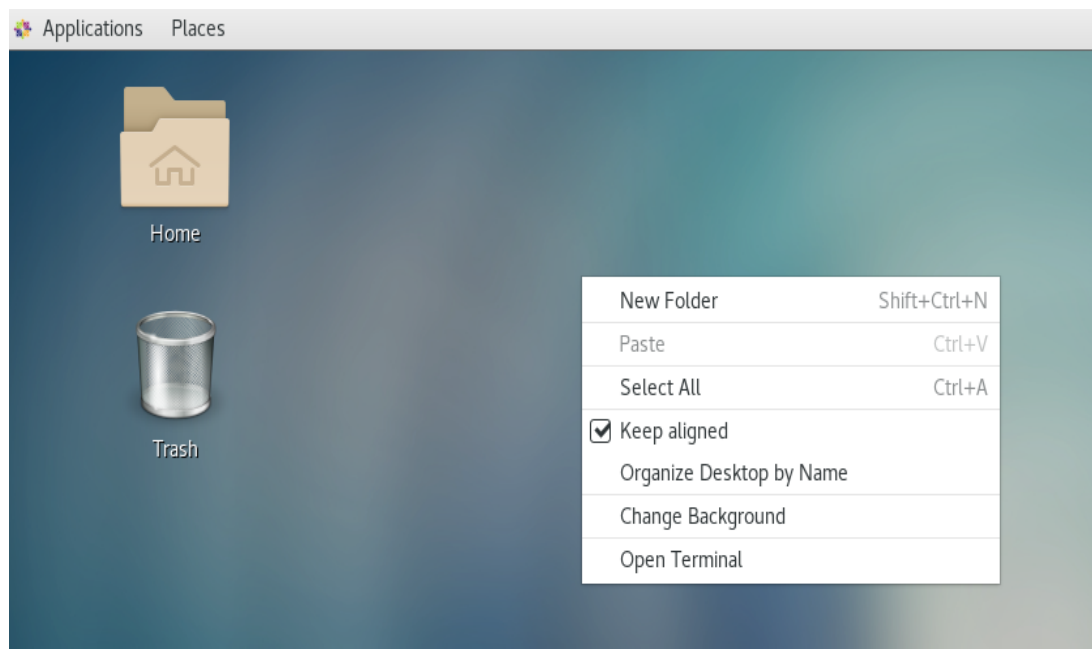 Applications Places
Home
Trash
New Folder Shift+Ctrl+N
Paste Ctrl+V
Select All Ctrl+A
Keep aligned
Organize Desktop by Name
Change Background
Open Terminal